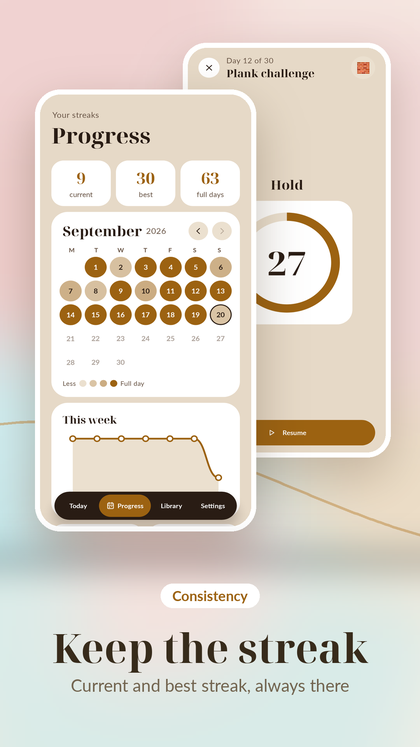 Day 12 of 30
Plank challenge
Your streaks
Progress
9 30 63
current best full days
Hold
September 2026
M T W T F S S
1 2 3 4 5 6
7 8 9 10 11 12 13
14 15 16 17 18 19 20
21 22 23 24 25 26 27
28 29 30
Less Full day
27
This week
Resume
Today Progress Library Settings
Consistency
Keep the streak
Current and best streak, always there